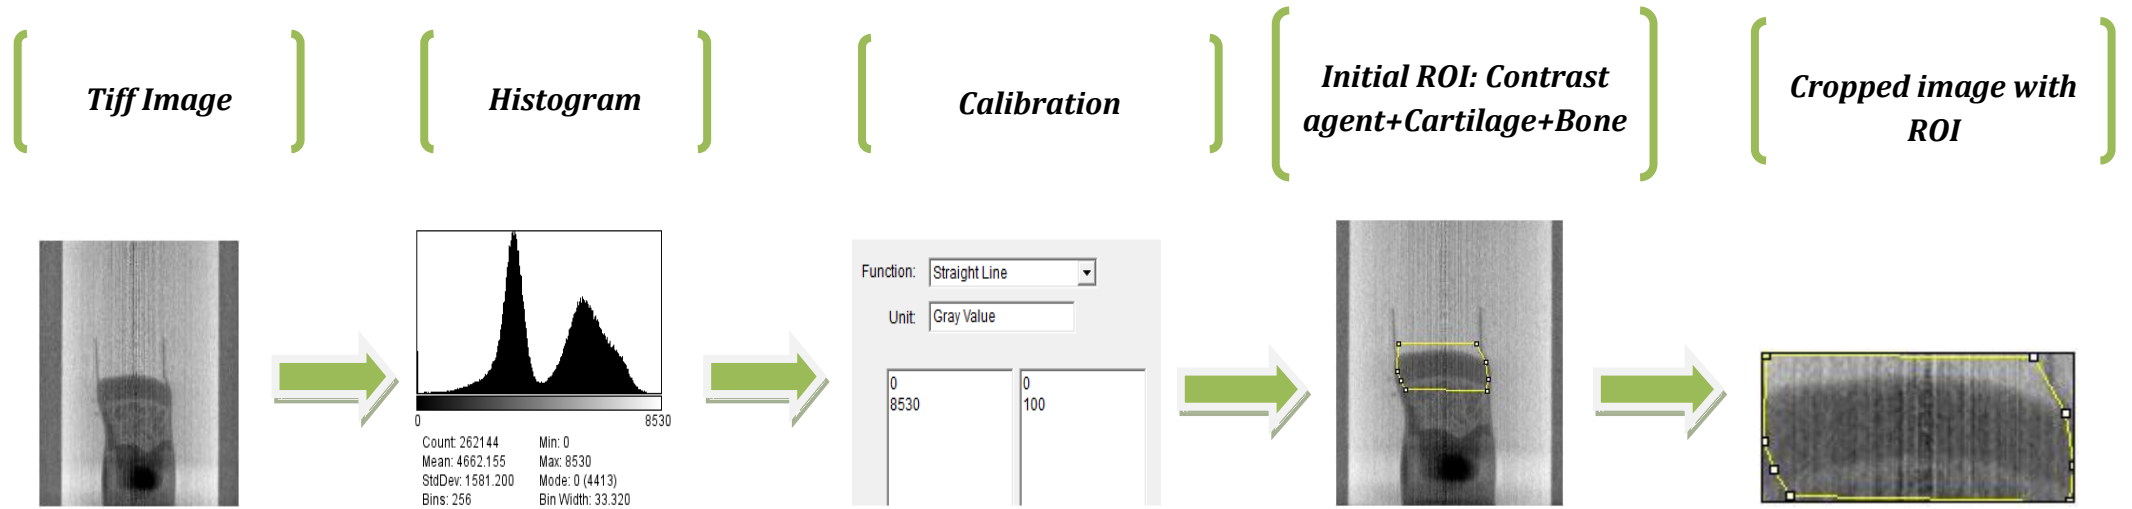 Tiff Image
Histogram
Calibration
Initial ROI: Contrast
agent+Cartilage+Bone
Cropped image with
ROI
0 8530
Count: 262144 Min: 0
Mean: 4662.155 Max: 8530
StdDev: 1581.200 Mode: 0 (4413)
Bins: 256 Bin Width: 33.320
Function: Straight Line
Unit: Gray Value
0 0
8530 100